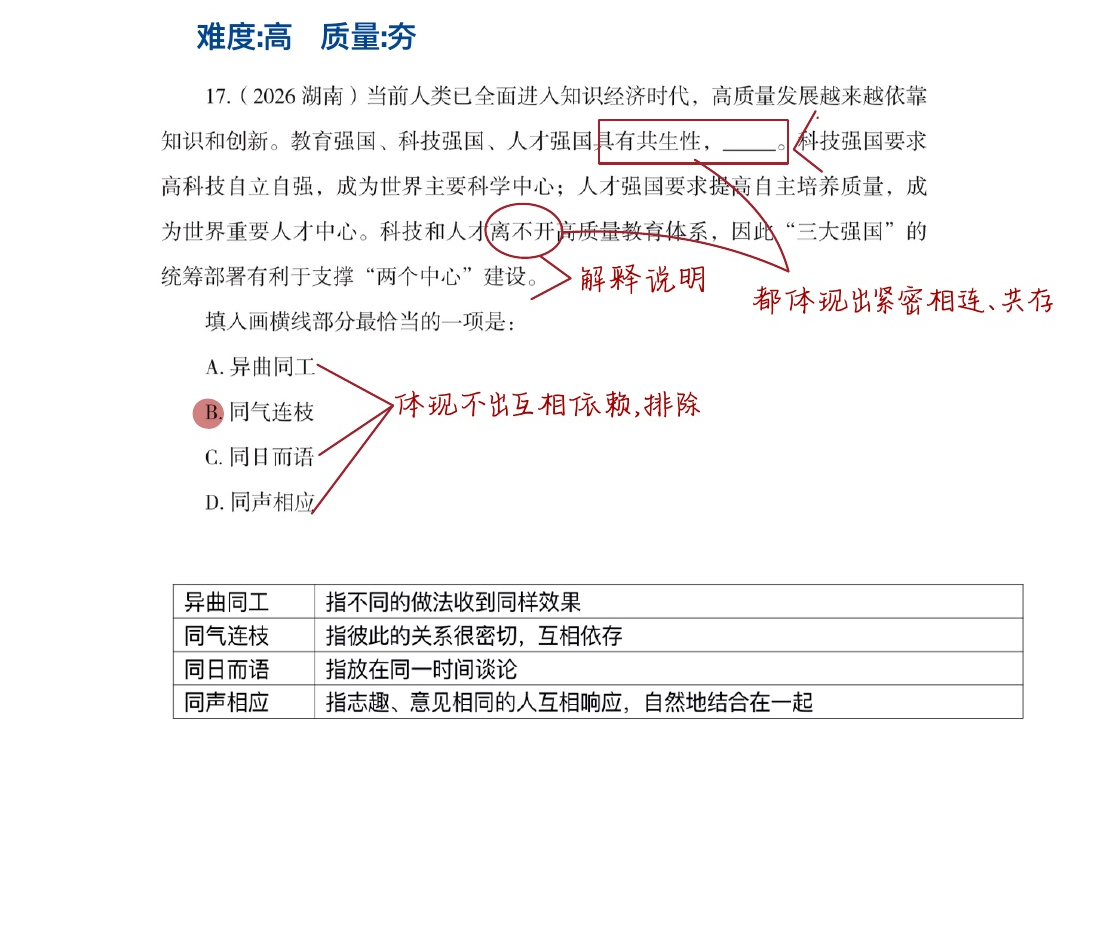 难度:高 质量:夯
17.（2026 湖南）当前人类已全面进入知识经济时代，高质量发展越来越依靠
知识和创新。教育强国、科技强国、人才强国具有共生性，_____。科技强国要求
高科技自立自强，成为世界主要科学中心；人才强国要求提高自主培养质量，成
为世界重要人才中心。科技和人才离不开高质量教育体系，因此“三大强国”的
统筹部署有利于支撑“两个中心”建设。
解释说明
都体现出紧密相连、共存
填入画横线部分最恰当的一项是：
A. 异曲同工
B. 同气连枝
体现不出互相依赖,排除
C. 同日而语
D. 同声相应
异曲同工 指不同的做法收到同样效果
同气连枝 指彼此的关系很密切，互相依存
同日而语 指放在同一时间谈论
同声相应 指志趣、意见相同的人互相响应，自然地结合在一起